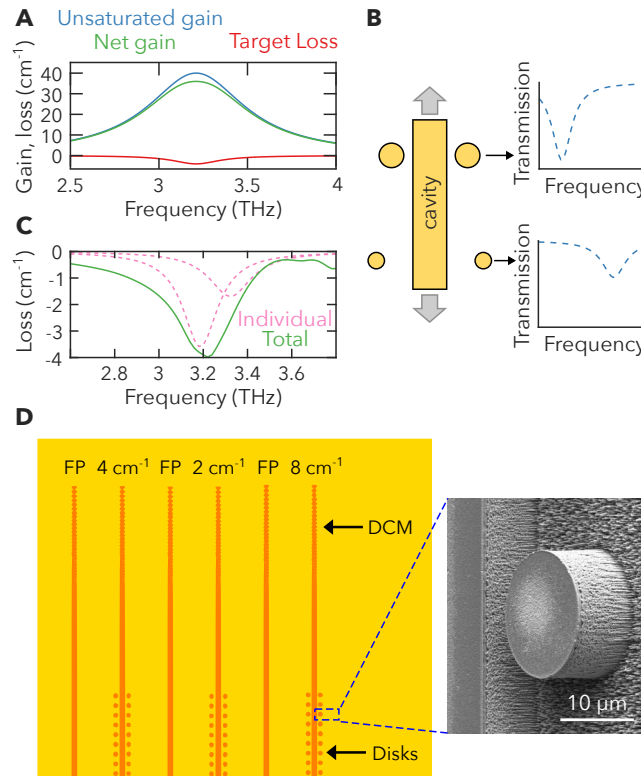 A
Unsaturated gain
Net gain
Target Loss
Gain, loss (cm-1)
40
30
20
10
0
2.5
3
3.5
4
Frequency (THz)
B
cavity
Transmission
Frequency
Transmission
Frequency
C
Loss (cm-1)
0
-1
-2
-3
-4
Individual
Total
2.8
3
3.2
3.4
3.6
Frequency (THz)
D
FP 4 cm-1 FP 2 cm-1 FP 8 cm-1
DCM
Disks
10 μm